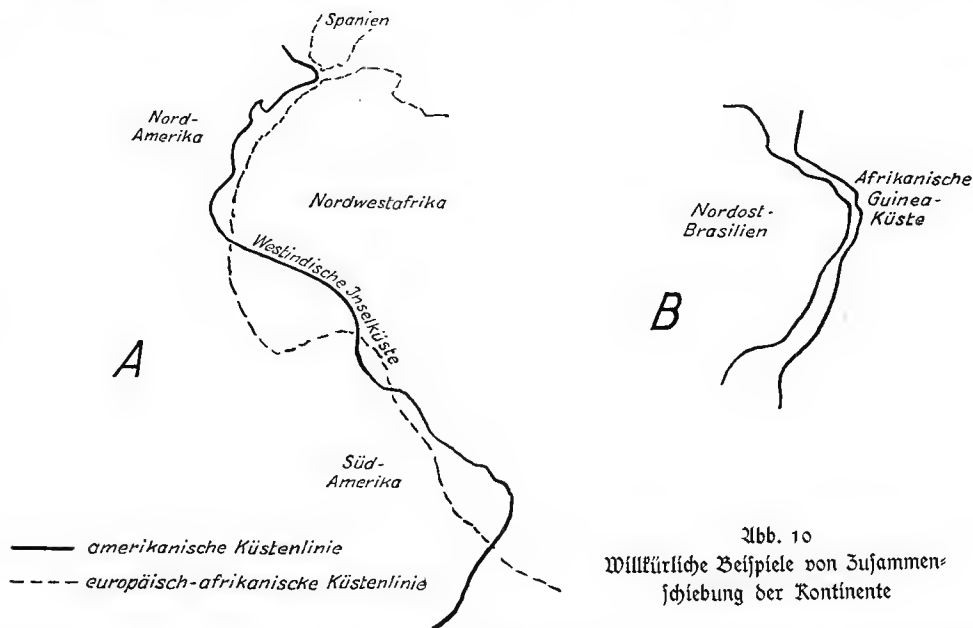 Spanien
Nord-
Amerika
Nordwestafrika
Westindische Inselküste
A
Süd-
Amerika
amerikanische Küstenlinie
europäisch-afrikaniscke Küstenlinie
Afrikanische
Guinea-
Küste
Nordost-
Brasilien
B
Abb. 10
Willkürliche Beispiele von Zusammen-
schiebung der Kontinente